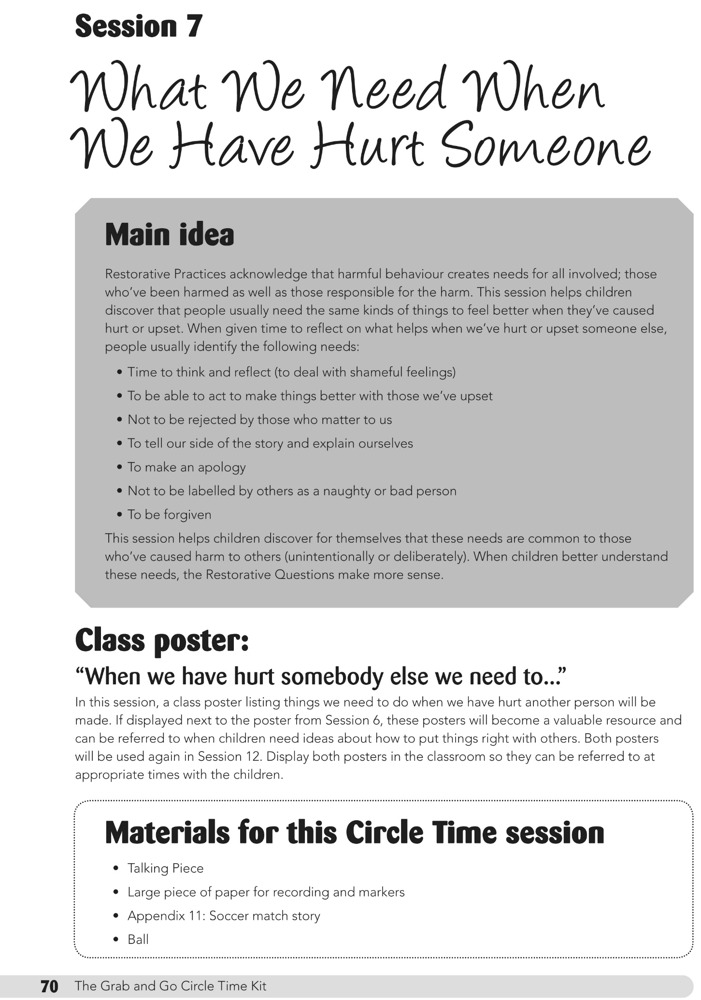 Session 7
What We Need When
We Have Hurt Someone
Main idea
Restorative Practices acknowledge that harmful behaviour creates needs for all involved; those
who’ve been harmed as well as those responsible for the harm. This session helps children
discover that people usually need the same kinds of things to feel better when they’ve caused
hurt or upset. When given time to reflect on what helps when we’ve hurt or upset someone else,
people usually identify the following needs:
• Time to think and reflect (to deal with shameful feelings)
• To be able to act to make things better with those we’ve upset
• Not to be rejected by those who matter to us
• To tell our side of the story and explain ourselves
• To make an apology
• Not to be labelled by others as a naughty or bad person
• To be forgiven
This session helps children discover for themselves that these needs are common to those
who’ve caused harm to others (unintentionally or deliberately). When children better understand
these needs, the Restorative Questions make more sense.
Class poster:
“When we have hurt somebody else we need to...”
In this session, a class poster listing things we need to do when we have hurt another person will be
made. If displayed next to the poster from Session 6, these posters will become a valuable resource and
can be referred to when children need ideas about how to put things right with others. Both posters
will be used again in Session 12. Display both posters in the classroom so they can be referred to at
appropriate times with the children.
Materials for this Circle Time session
• Talking Piece
• Large piece of paper for recording and markers
• Appendix 11: Soccer match story
• Ball
70 The Grab and Go Circle Time Kit